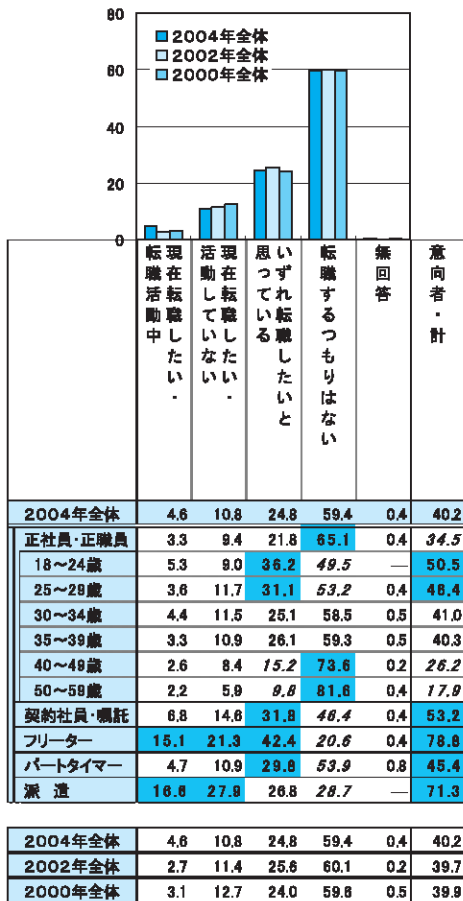 80
60
40
20
0
2004年全体
2002年全体
2000年全体
現在転職したい・
転職活動中
現在転職したい・
活動していない
いずれ転職したいと
思っている
転職するつもりはない
無回答
意向者・計
2004年全体 4.6 10.8 24.8 59.4 0.4 40.2
正社員・正職員 3.3 9.4 21.8 65.1 0.4 34.5
18～24歳 5.3 9.0 36.2 49.5 — 50.5
25～29歳 3.6 11.7 31.1 53.2 0.4 46.4
30～34歳 4.4 11.5 25.1 58.5 0.5 41.0
35～39歳 3.3 10.9 26.1 59.3 0.5 40.3
40～49歳 2.6 8.4 15.2 73.6 0.2 26.2
50～59歳 2.2 5.9 9.8 81.6 0.4 17.9
契約社員・嘱託 6.8 14.6 31.8 46.4 0.4 53.2
フリーター 15.1 21.3 42.4 20.6 0.4 78.8
パートタイマー 4.7 10.9 29.8 53.9 0.8 45.4
派 遣 16.6 27.9 26.8 28.7 — 71.3
2004年全体 4.6 10.8 24.8 59.4 0.4 40.2
2002年全体 2.7 11.4 25.6 60.1 0.2 39.7
2000年全体 3.1 12.7 24.0 59.6 0.5 39.9